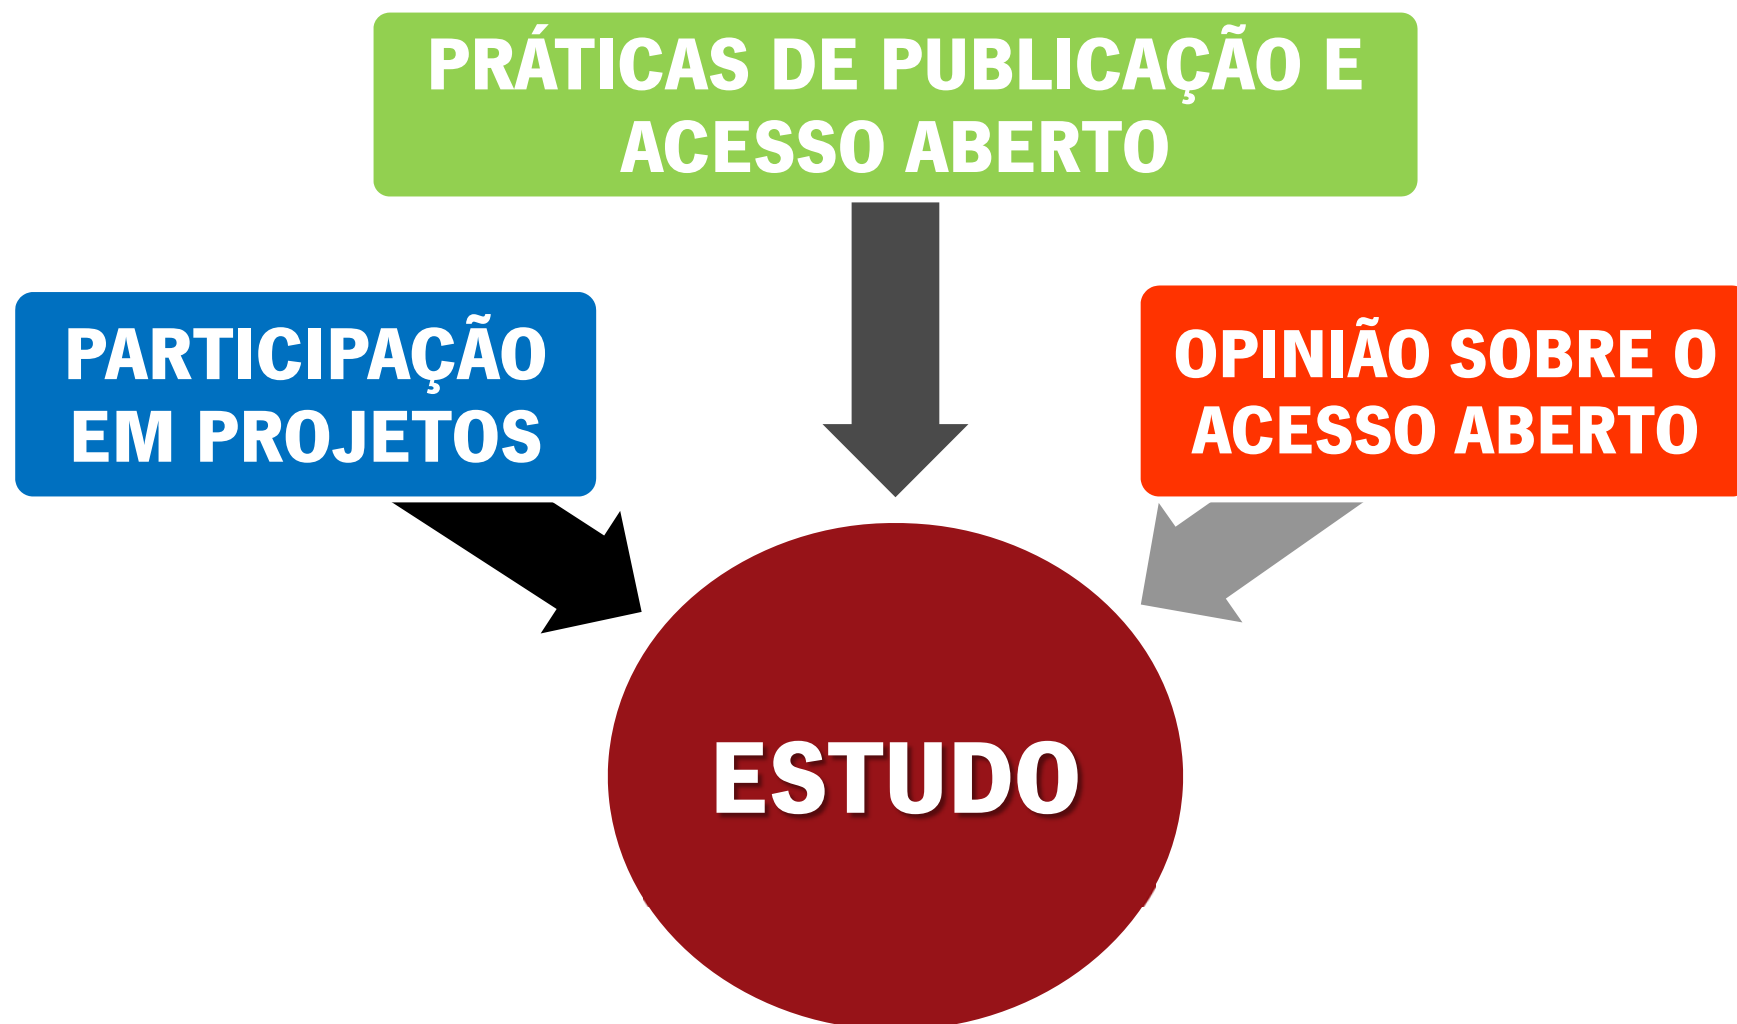 PRÁTICAS DE PUBLICAÇÃO E
ACESSO ABERTO
PARTICIPAÇÃO
EM PROJETOS
OPINIÃO SOBRE O
ACESSO ABERTO
ESTUDO